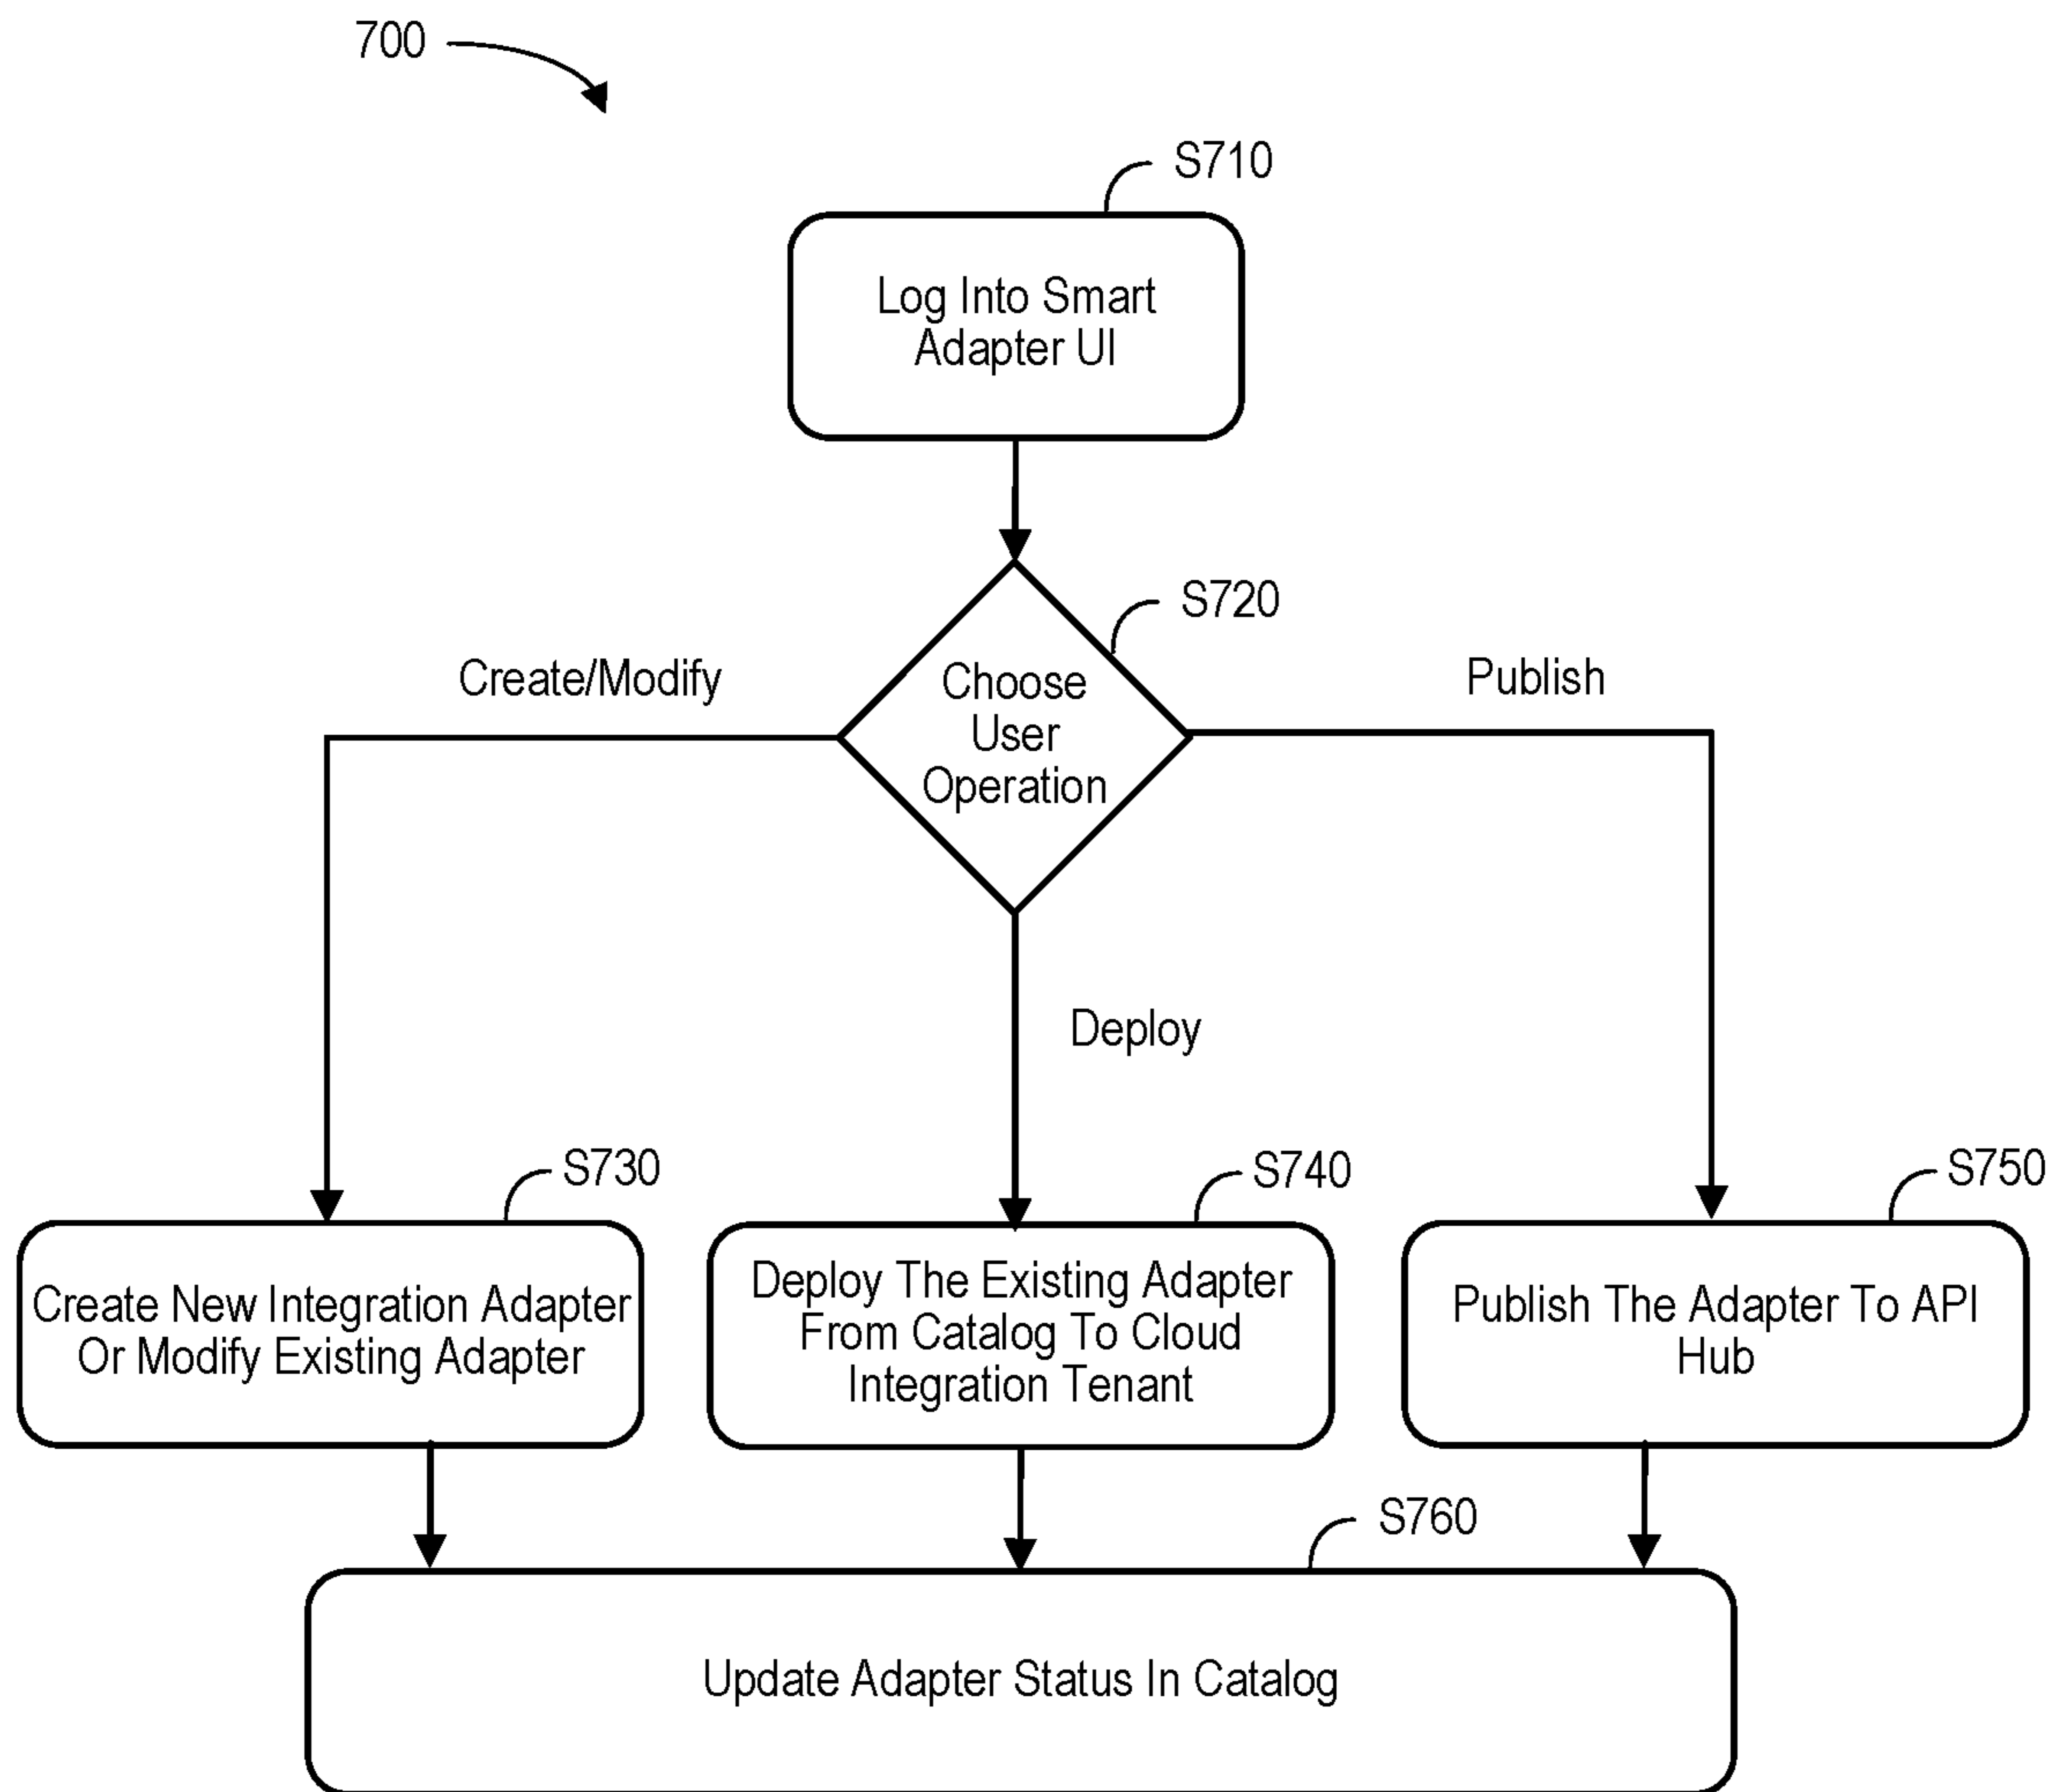 700
S710
Log Into Smart
Adapter UI
S720
Choose
User
Operation
Create/Modify
Publish
Deploy
S730
S740
S750
Create New Integration Adapter
Or Modify Existing Adapter
Deploy The Existing Adapter
From Catalog To Cloud
Integration Tenant
Publish The Adapter To API
Hub
S760
Update Adapter Status In Catalog